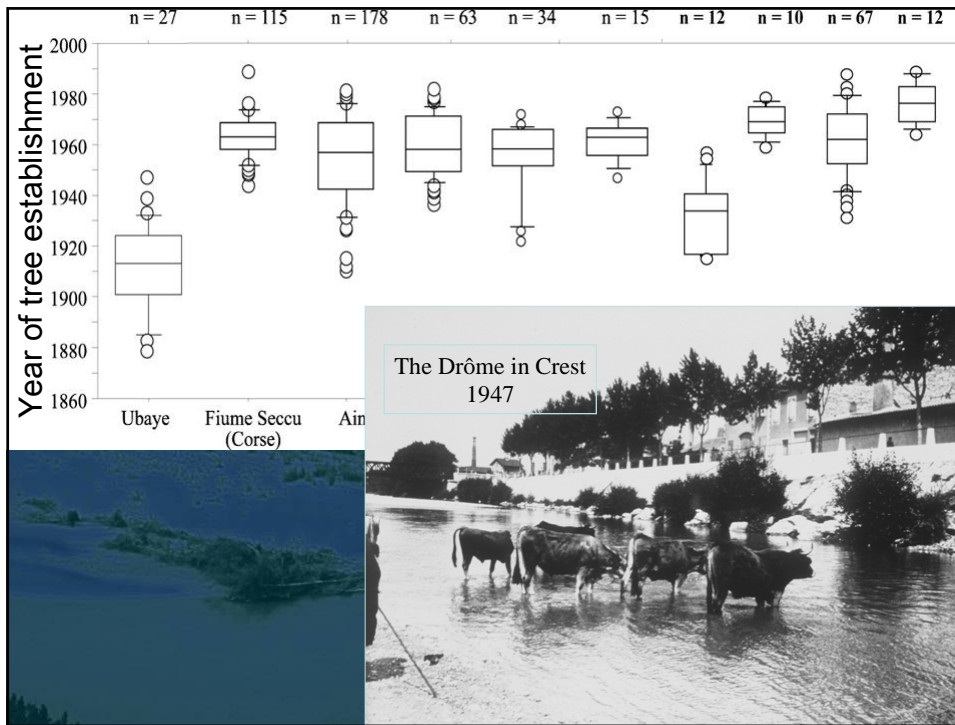 n = 27 n = 115 n = 178 n = 63 n = 34 n = 15 n = 12 n = 10 n = 67 n = 12
Year of tree establishment
2000
1980
1960
1940
1920
1900
1880
1860
Ubaye Fiume Seccu Ain
(Corse)
The Drôme in Crest
1947